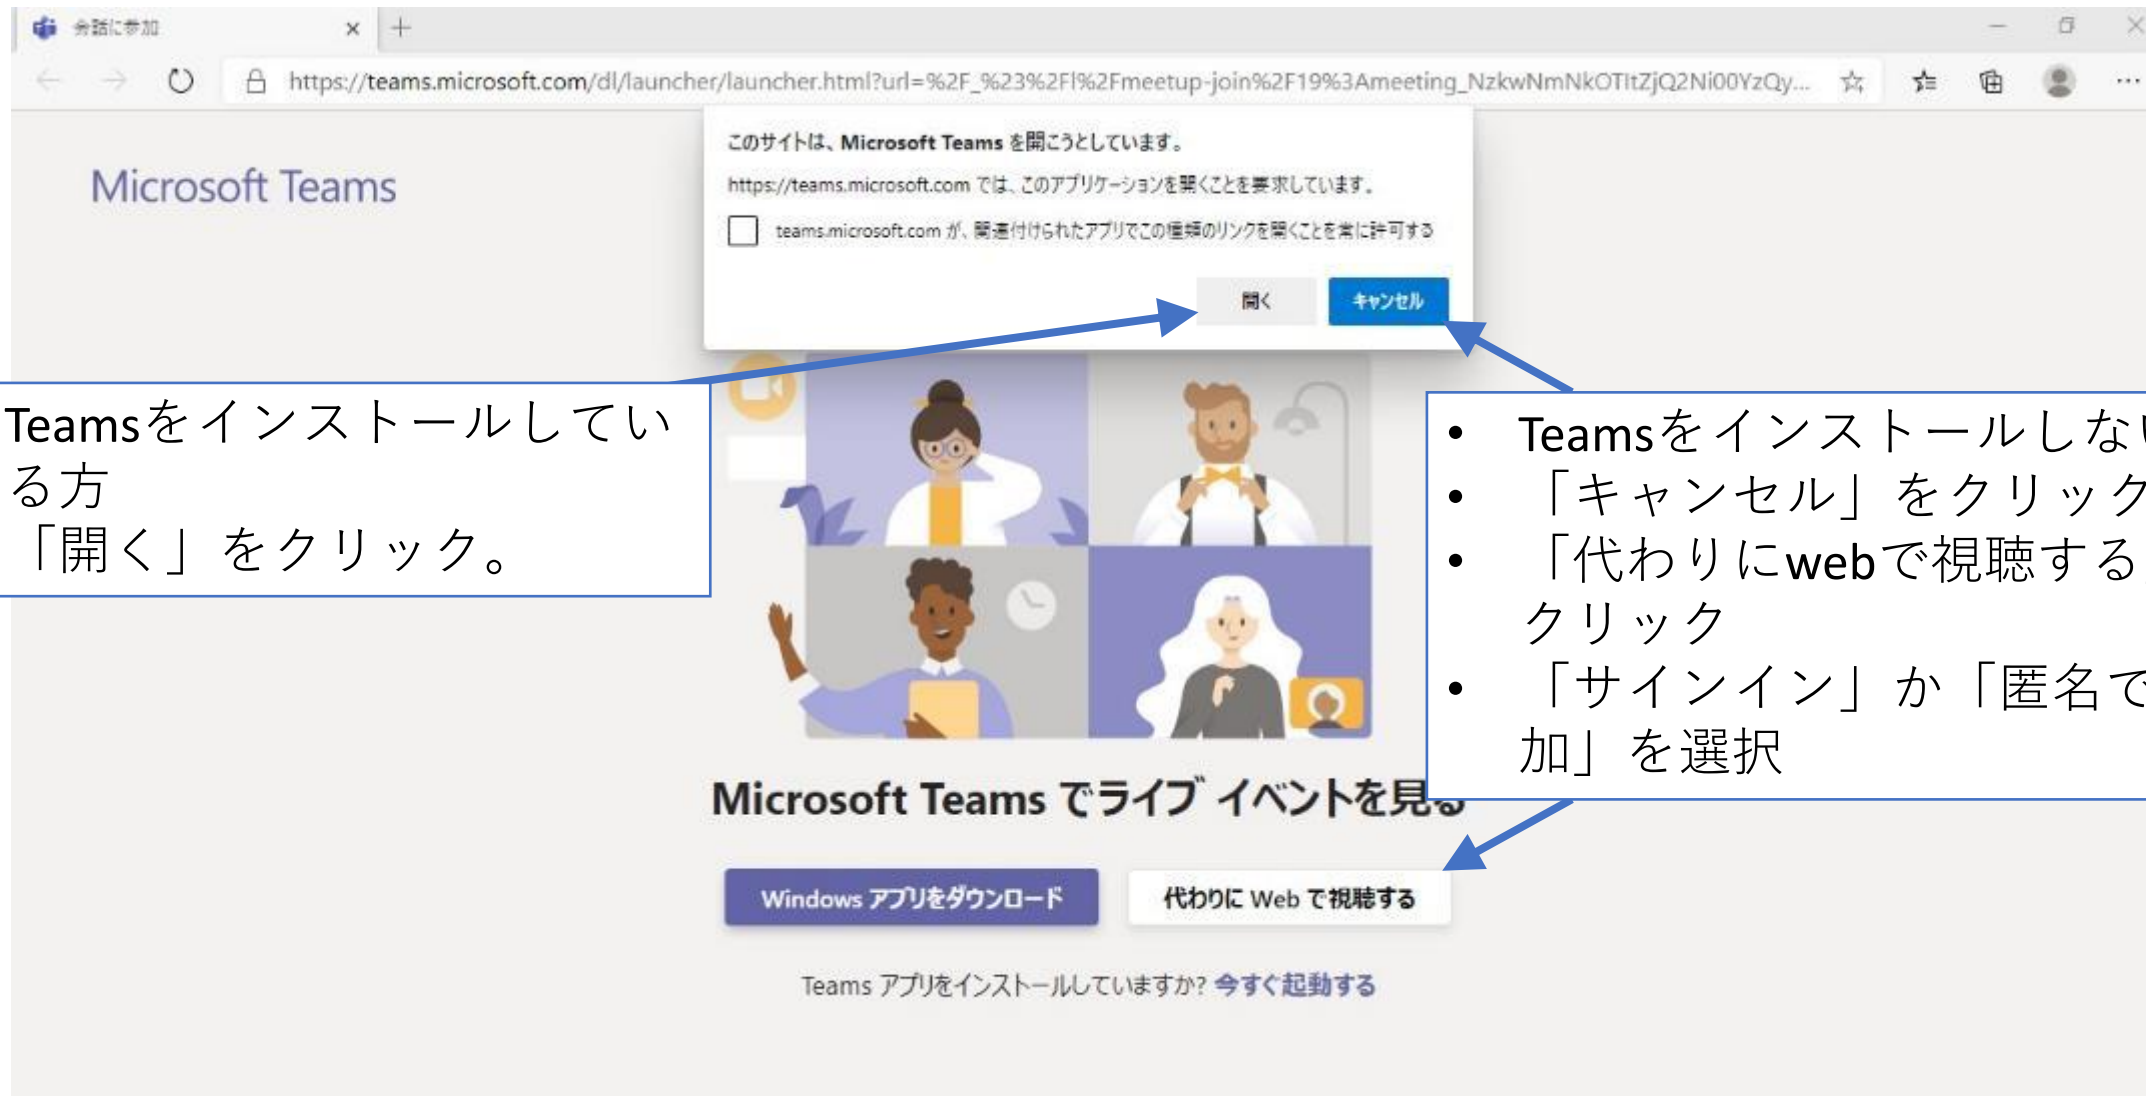 会話に参加
https://teams.microsoft.com/dl/launcher/launcher.html?url=%2F_%23%2Fl%2Fmeetup-join%2F19%3Ameeting_NzkwNmNkOTItZjQ2Ni00YzQy...
このサイトは、Microsoft Teams を開こうとしています。
https://teams.microsoft.com では、このアプリケーションを開くことを要求しています。
teams.microsoft.com が、関連付けられたアプリでこの種類のリンクを開くことを常に許可する
開く
キャンセル
Microsoft Teams
Teamsをインストールしてい
る方
「開く」をクリック。
• Teamsをインストールしない
• 「キャンセル」をクリック
• 「代わりにwebで視聴する
クリック
• 「サインイン」か「匿名で
加」を選択
Microsoft Teams でライブ イベントを見る
Windows アプリをダウンロード
代わりに Web で視聴する
Teams アプリをインストールしていますか? 今すぐ起動する